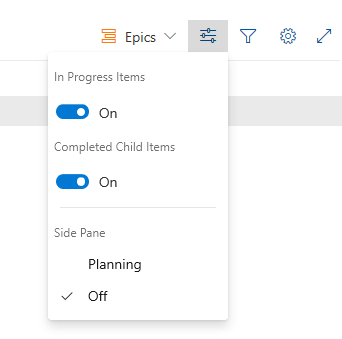 Epics
In Progress Items
On
Completed Child Items
On
Side Pane
Planning
Off